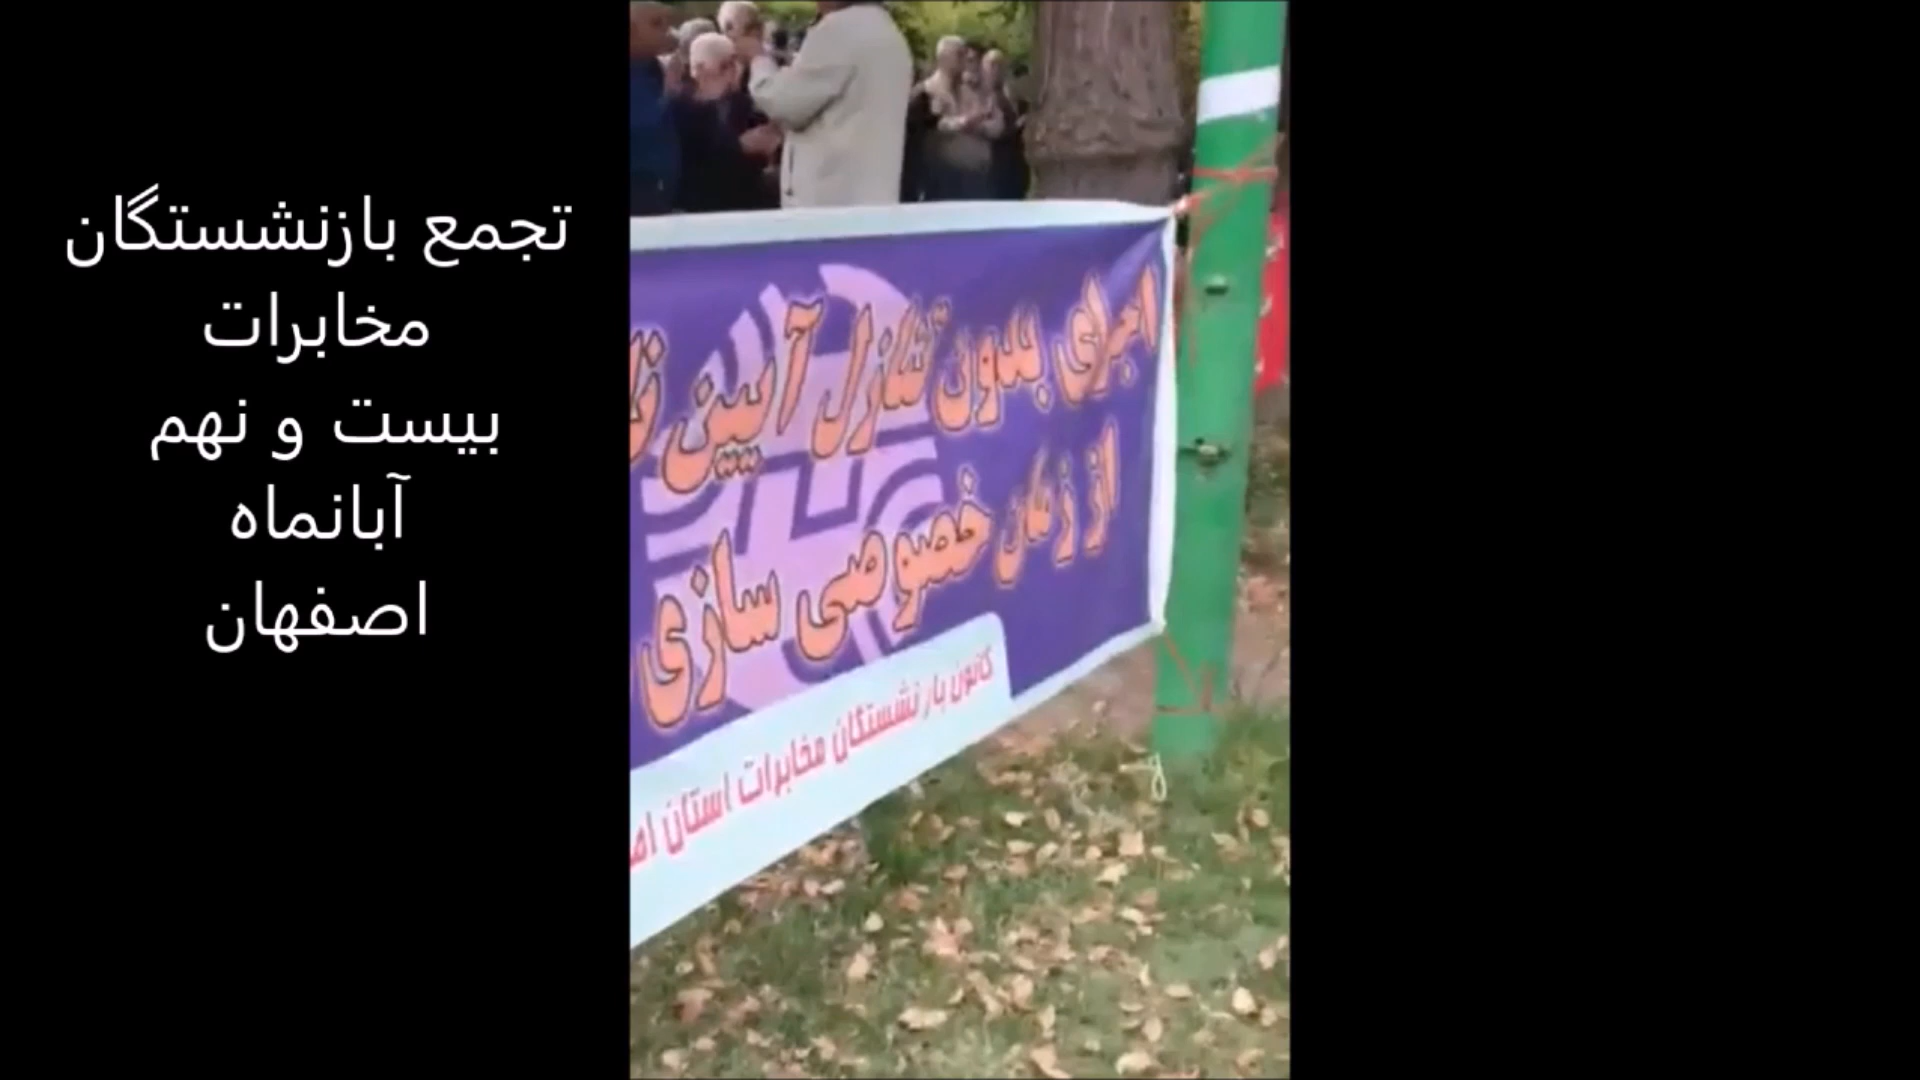 تجمع بازنشستگان
مخابرات
بیست و نهم
آبانماه
اصفهان
اجرای بدون تنازل آیین
از زمان خصوصی سازی
کانون بازنشستگان مخابرات استان